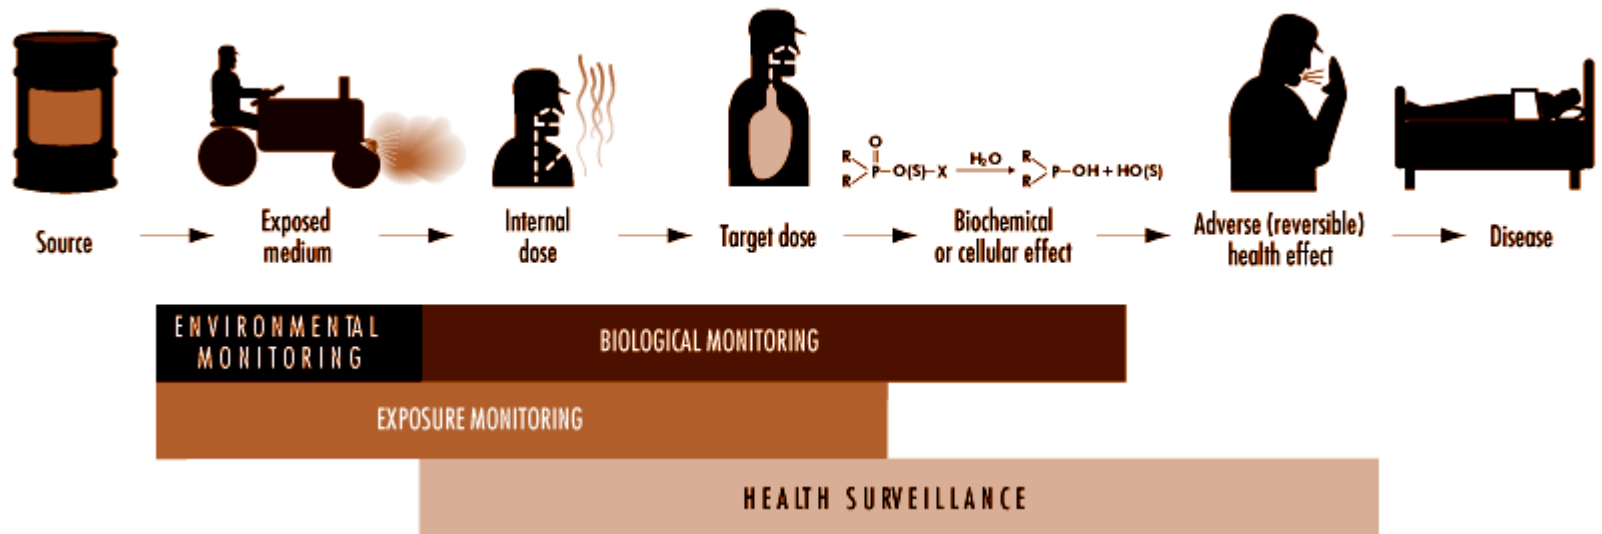 R
R
P
O
O(S)
X
H₂O
R
R
P
OH + HO(S)
Source
Exposed
medium
Internal
dose
Target dose
Biochemical
or cellular effect
Adverse (reversible)
health effect
Disease
ENVIRONMENTAL
MONITORING
BIOLOGICAL MONITORING
EXPOSURE MONITORING
HEALTH SURVEILLANCE